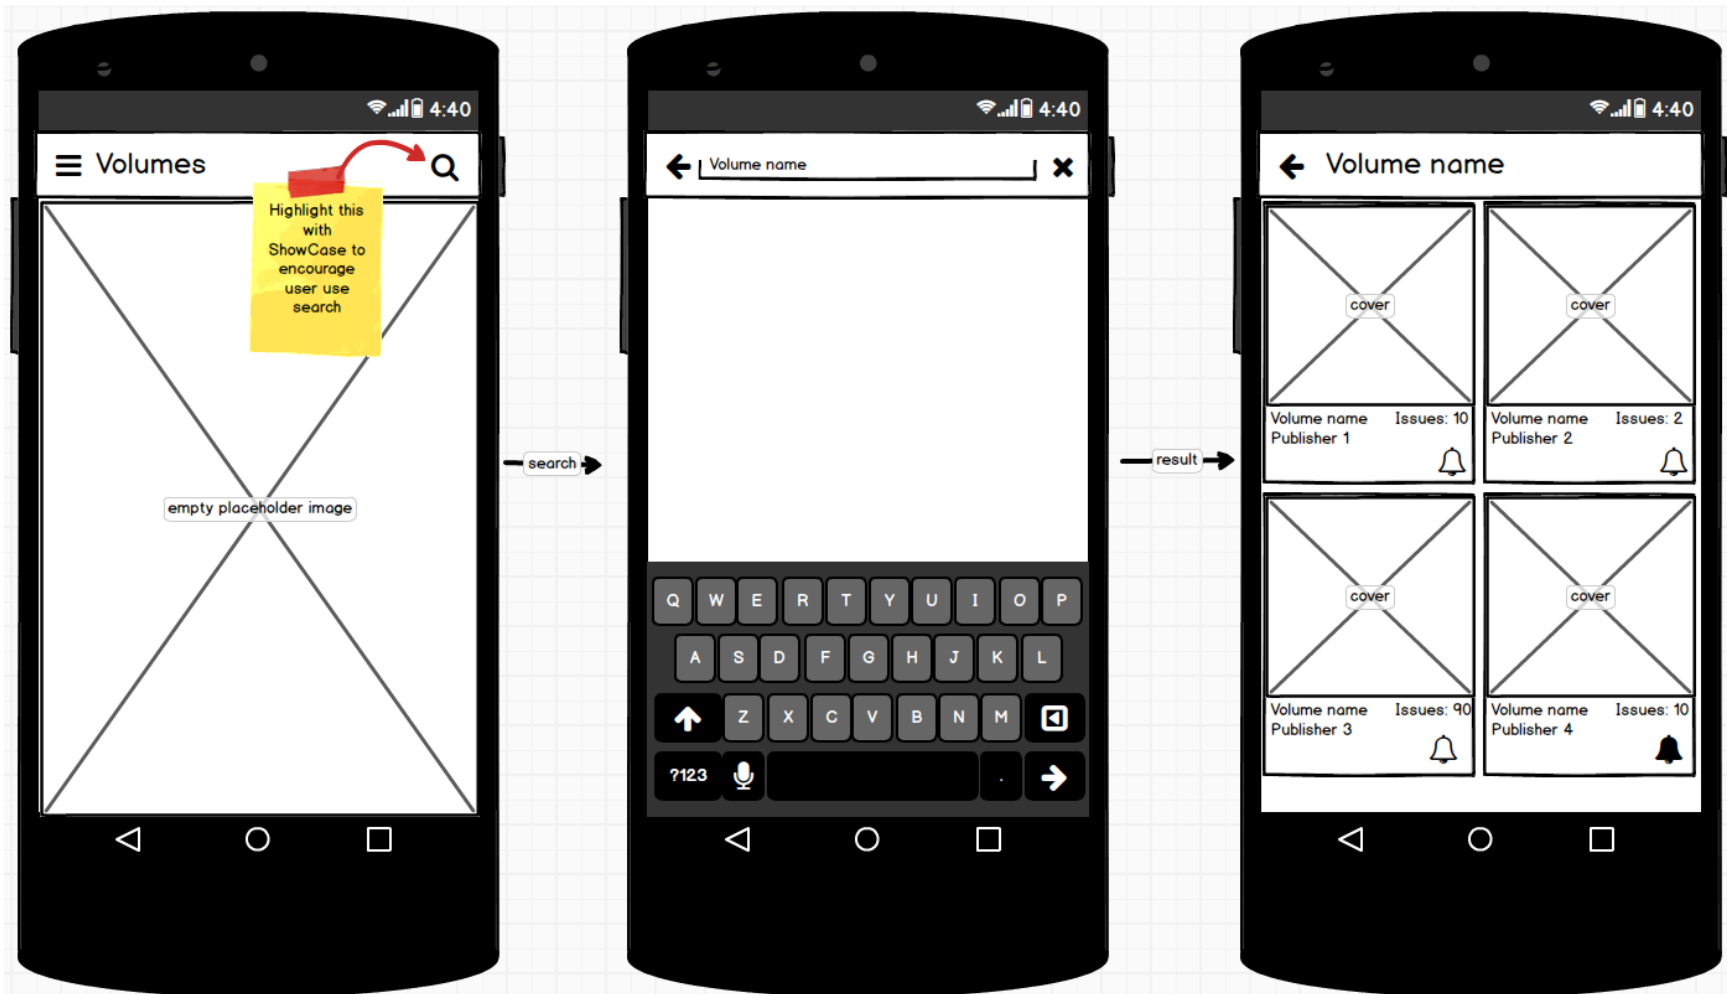 4:40
Volumes
Highlight this
with
ShowCase to
encourage
user use
search
empty placeholder image
search
4:40
Volume name
Q W E R T Y U I O P
A S D F G H J K L
Z X C V B N M
?123 .
result
4:40
Volume name
cover
cover
Volume name Issues: 10
Publisher 1
Volume name Issues: 2
Publisher 2
cover
cover
Volume name Issues: 90
Publisher 3
Volume name Issues: 10
Publisher 4